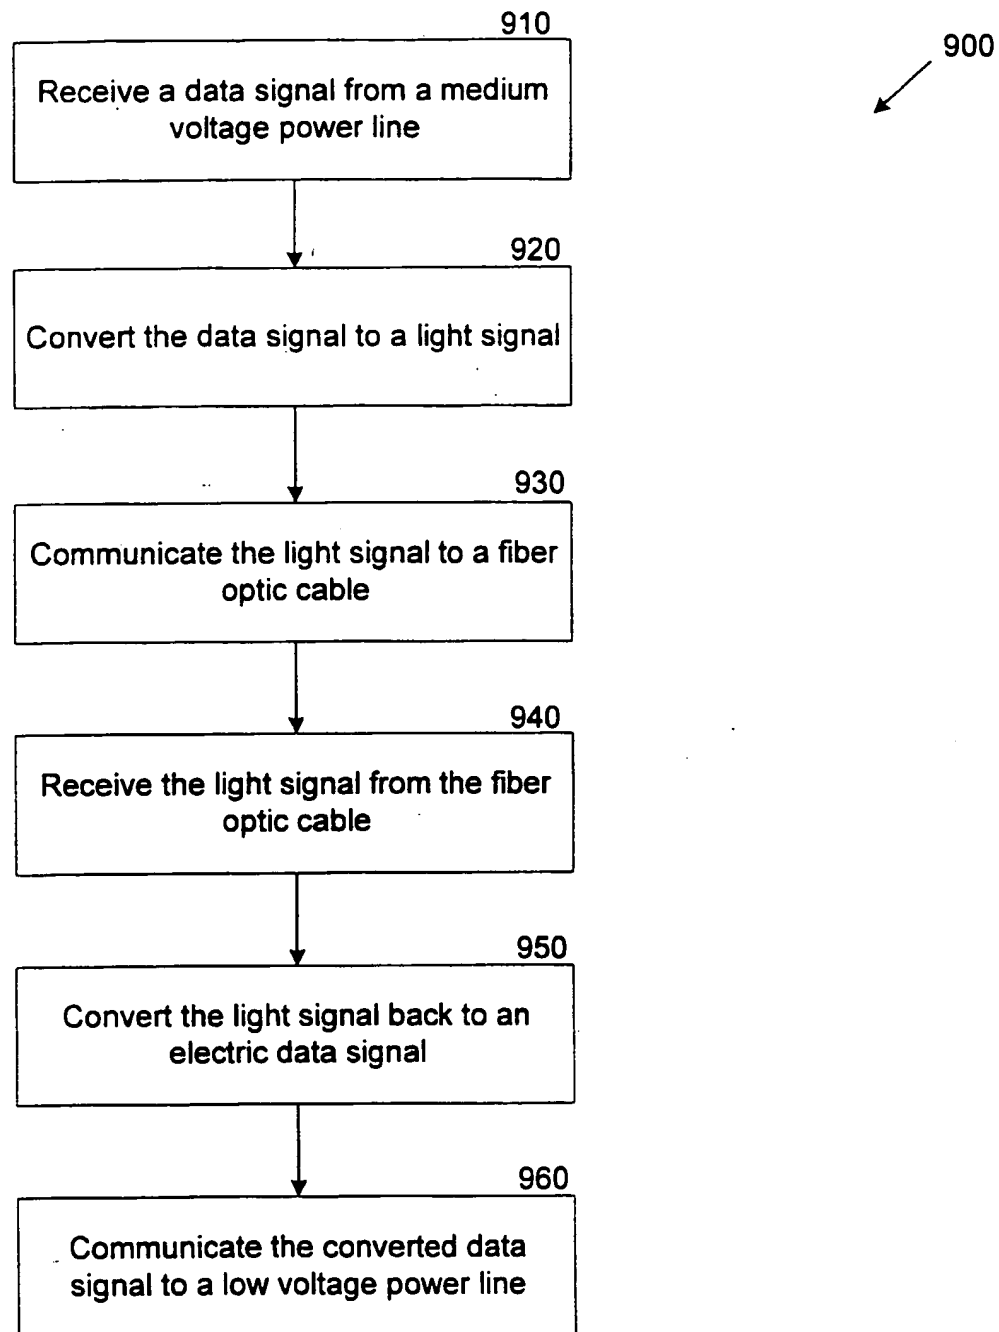 910
900
Receive a data signal from a medium
voltage power line
920
Convert the data signal to a light signal
930
Communicate the light signal to a fiber
optic cable
940
Receive the light signal from the fiber
optic cable
950
Convert the light signal back to an
electric data signal
960
Communicate the converted data
signal to a low voltage power line